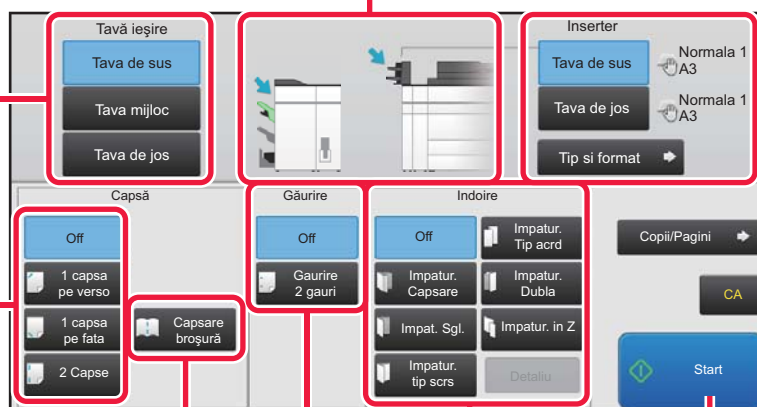 Tavă ieşire
Tava de sus
Tava mijloc
Tava de jos
Inserter
Tava de sus
Normala 1
A3
Tava de jos
Normala 1
A3
Tip si format
Capsă
Off
1 capsa
pe verso
1 capsa
pe fata
2 Capse
Capsare
broşură
Găurire
Off
Gaurire
2 gauri
Indoire
Off
Impatur.
Tip acrd
Impatur.
Capsare
Impatur.
Dubla
Impat. Sgl.
Impatur. in Z
Impatur.
tip scrs
Detaliu
Copii/Pagini
CA
Start